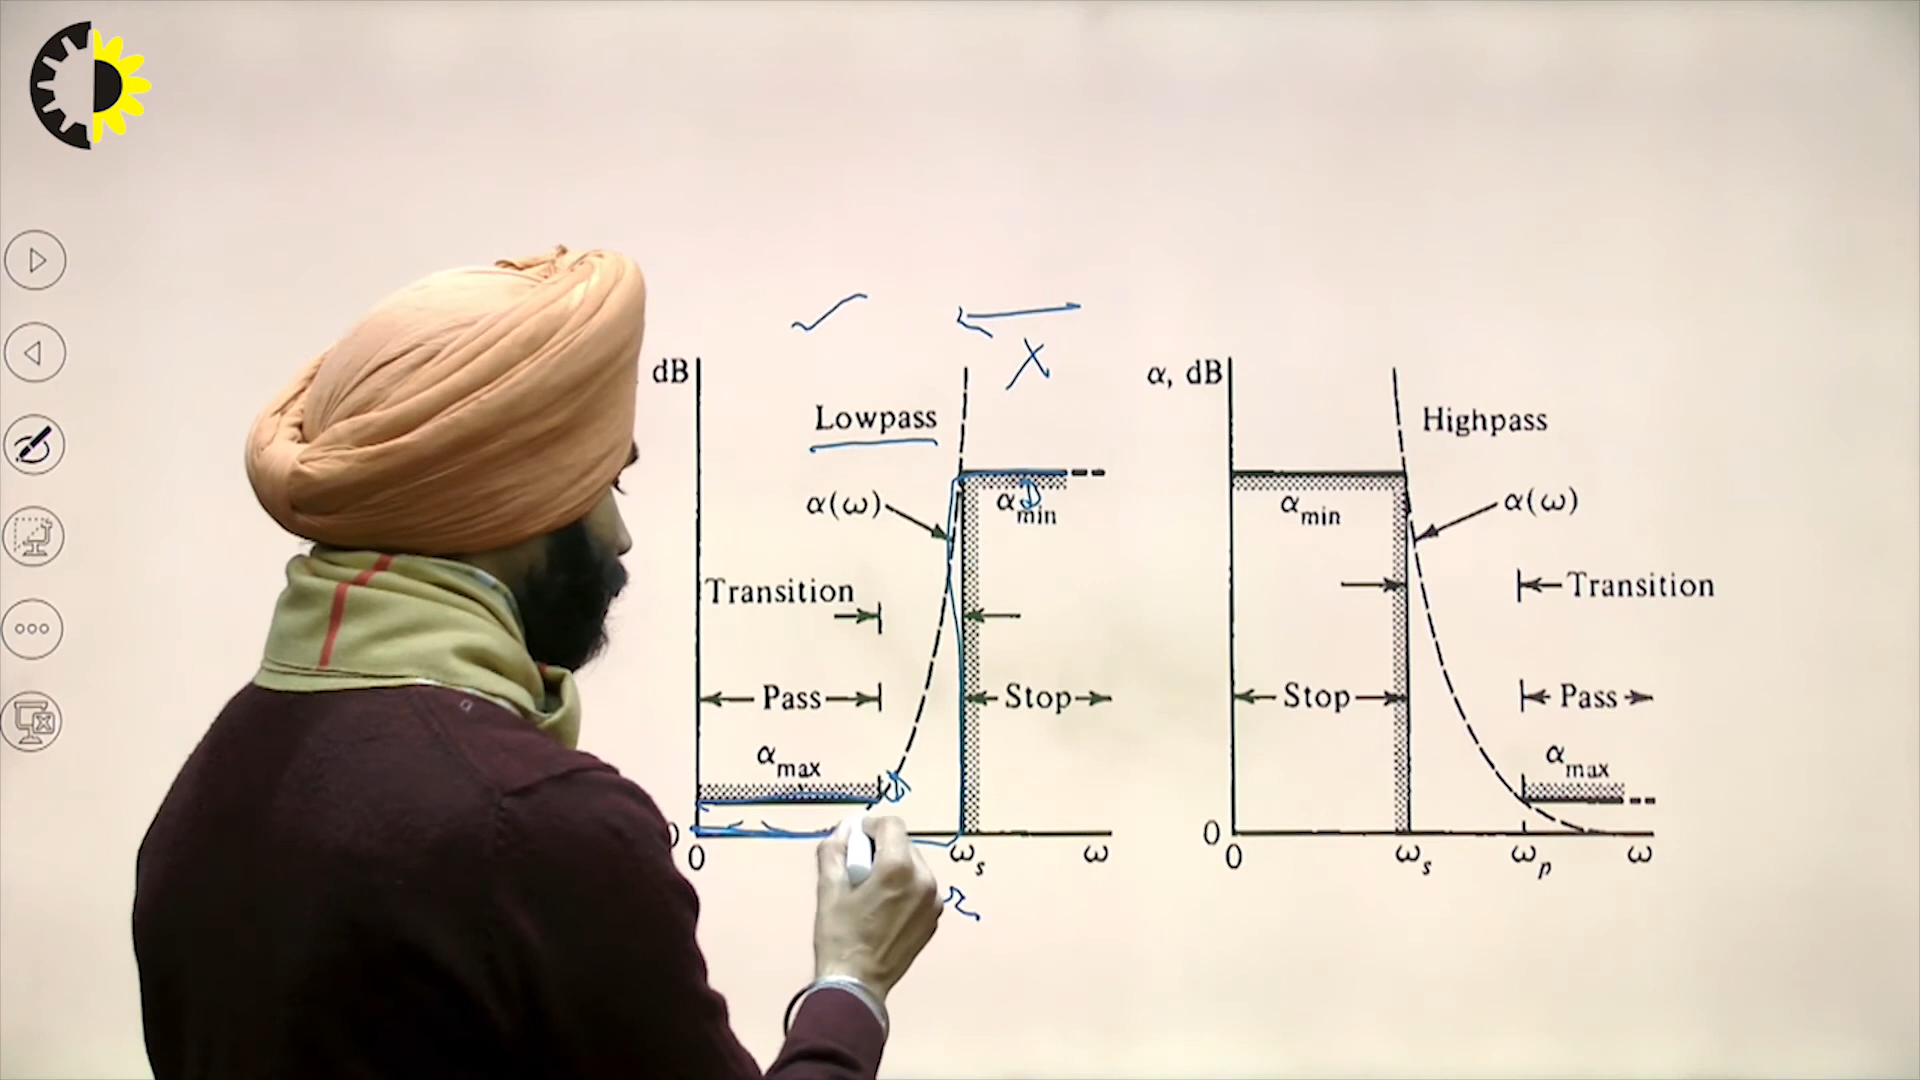 dB
Lowpass
α(ω)
α min
Transition
Pass
Stop
α max
0
ω s
ω
X
α, dB
Highpass
α min
α(ω)
Transition
Stop
Pass
α max
0
0
ω s
ω p
ω